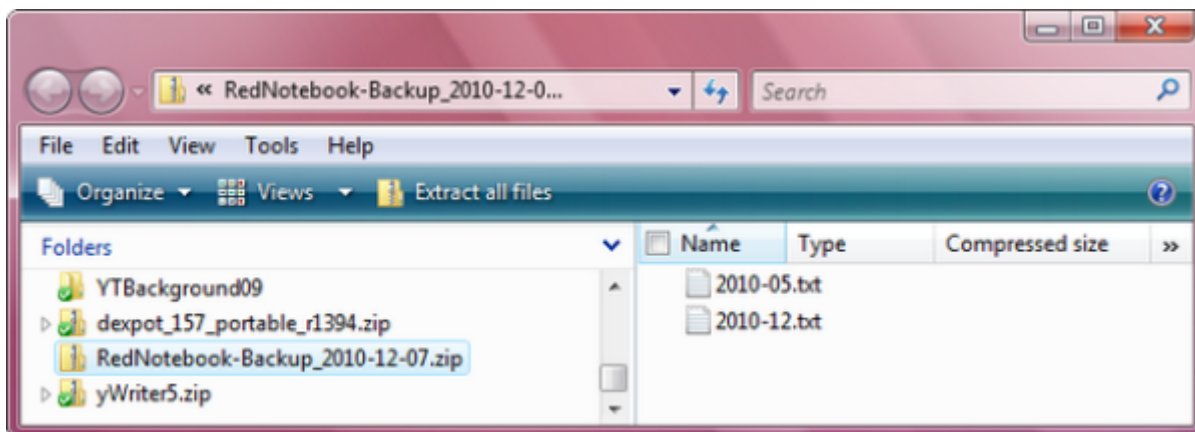 « RedNotebook-Backup_2010-12-0... Search
File Edit View Tools Help
Organize Views Extract all files
Folders
YTBackground09
dexpot_157_portable_r1394.zip
RedNotebook-Backup_2010-12-07.zip
yWriter5.zip
Name Type Compressed size »
2010-05.txt
2010-12.txt